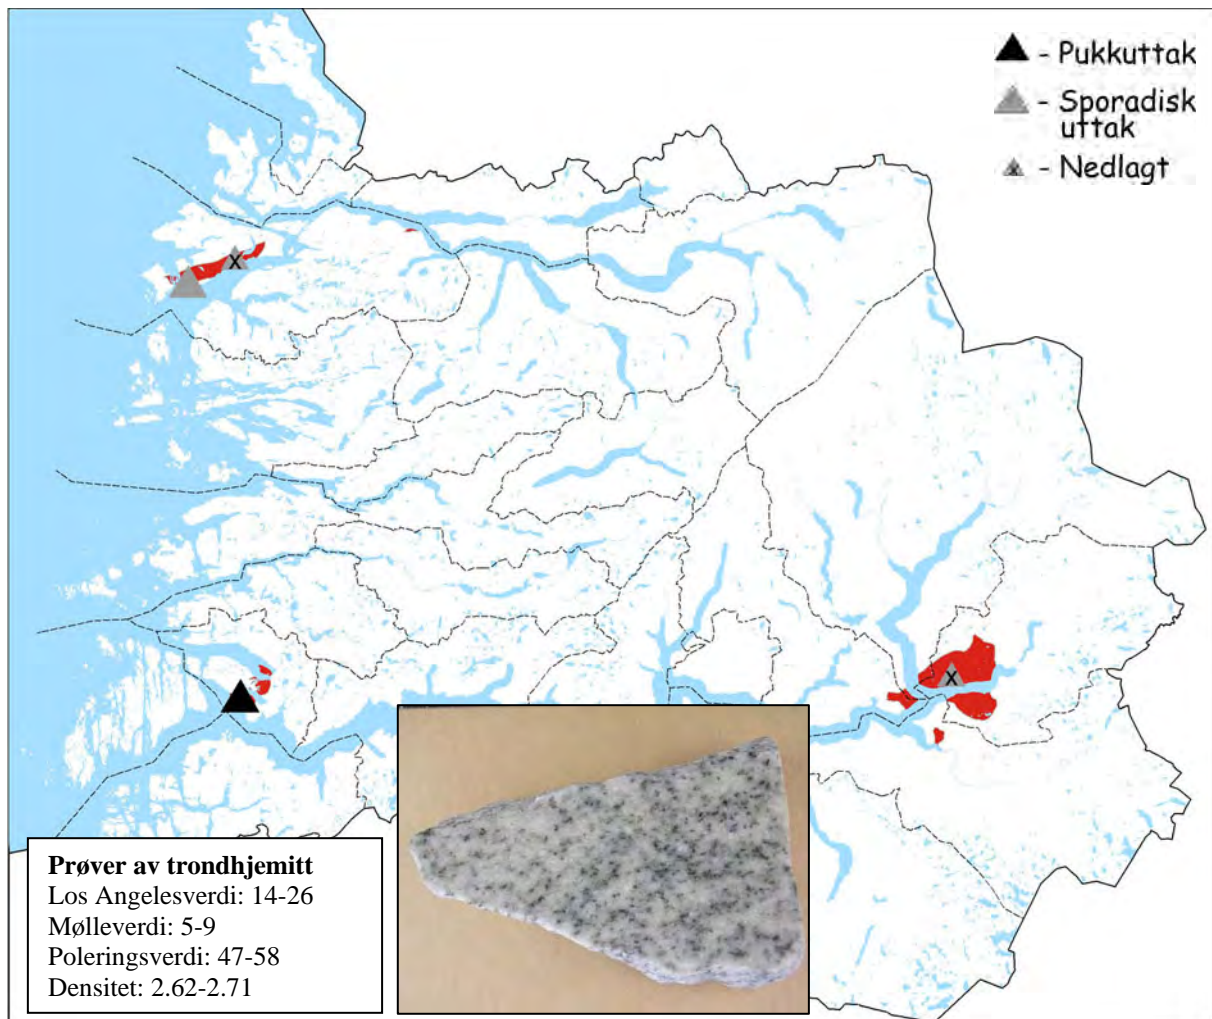 - Pukkuttak
- Sporadisk
uttak
x - Nedlagt
x
x
Prøver av trondhjemitt
Los Angelesverdi: 14-26
Mølleverdi: 5-9
Poleringsverdi: 47-58
Densitet: 2.62-2.71